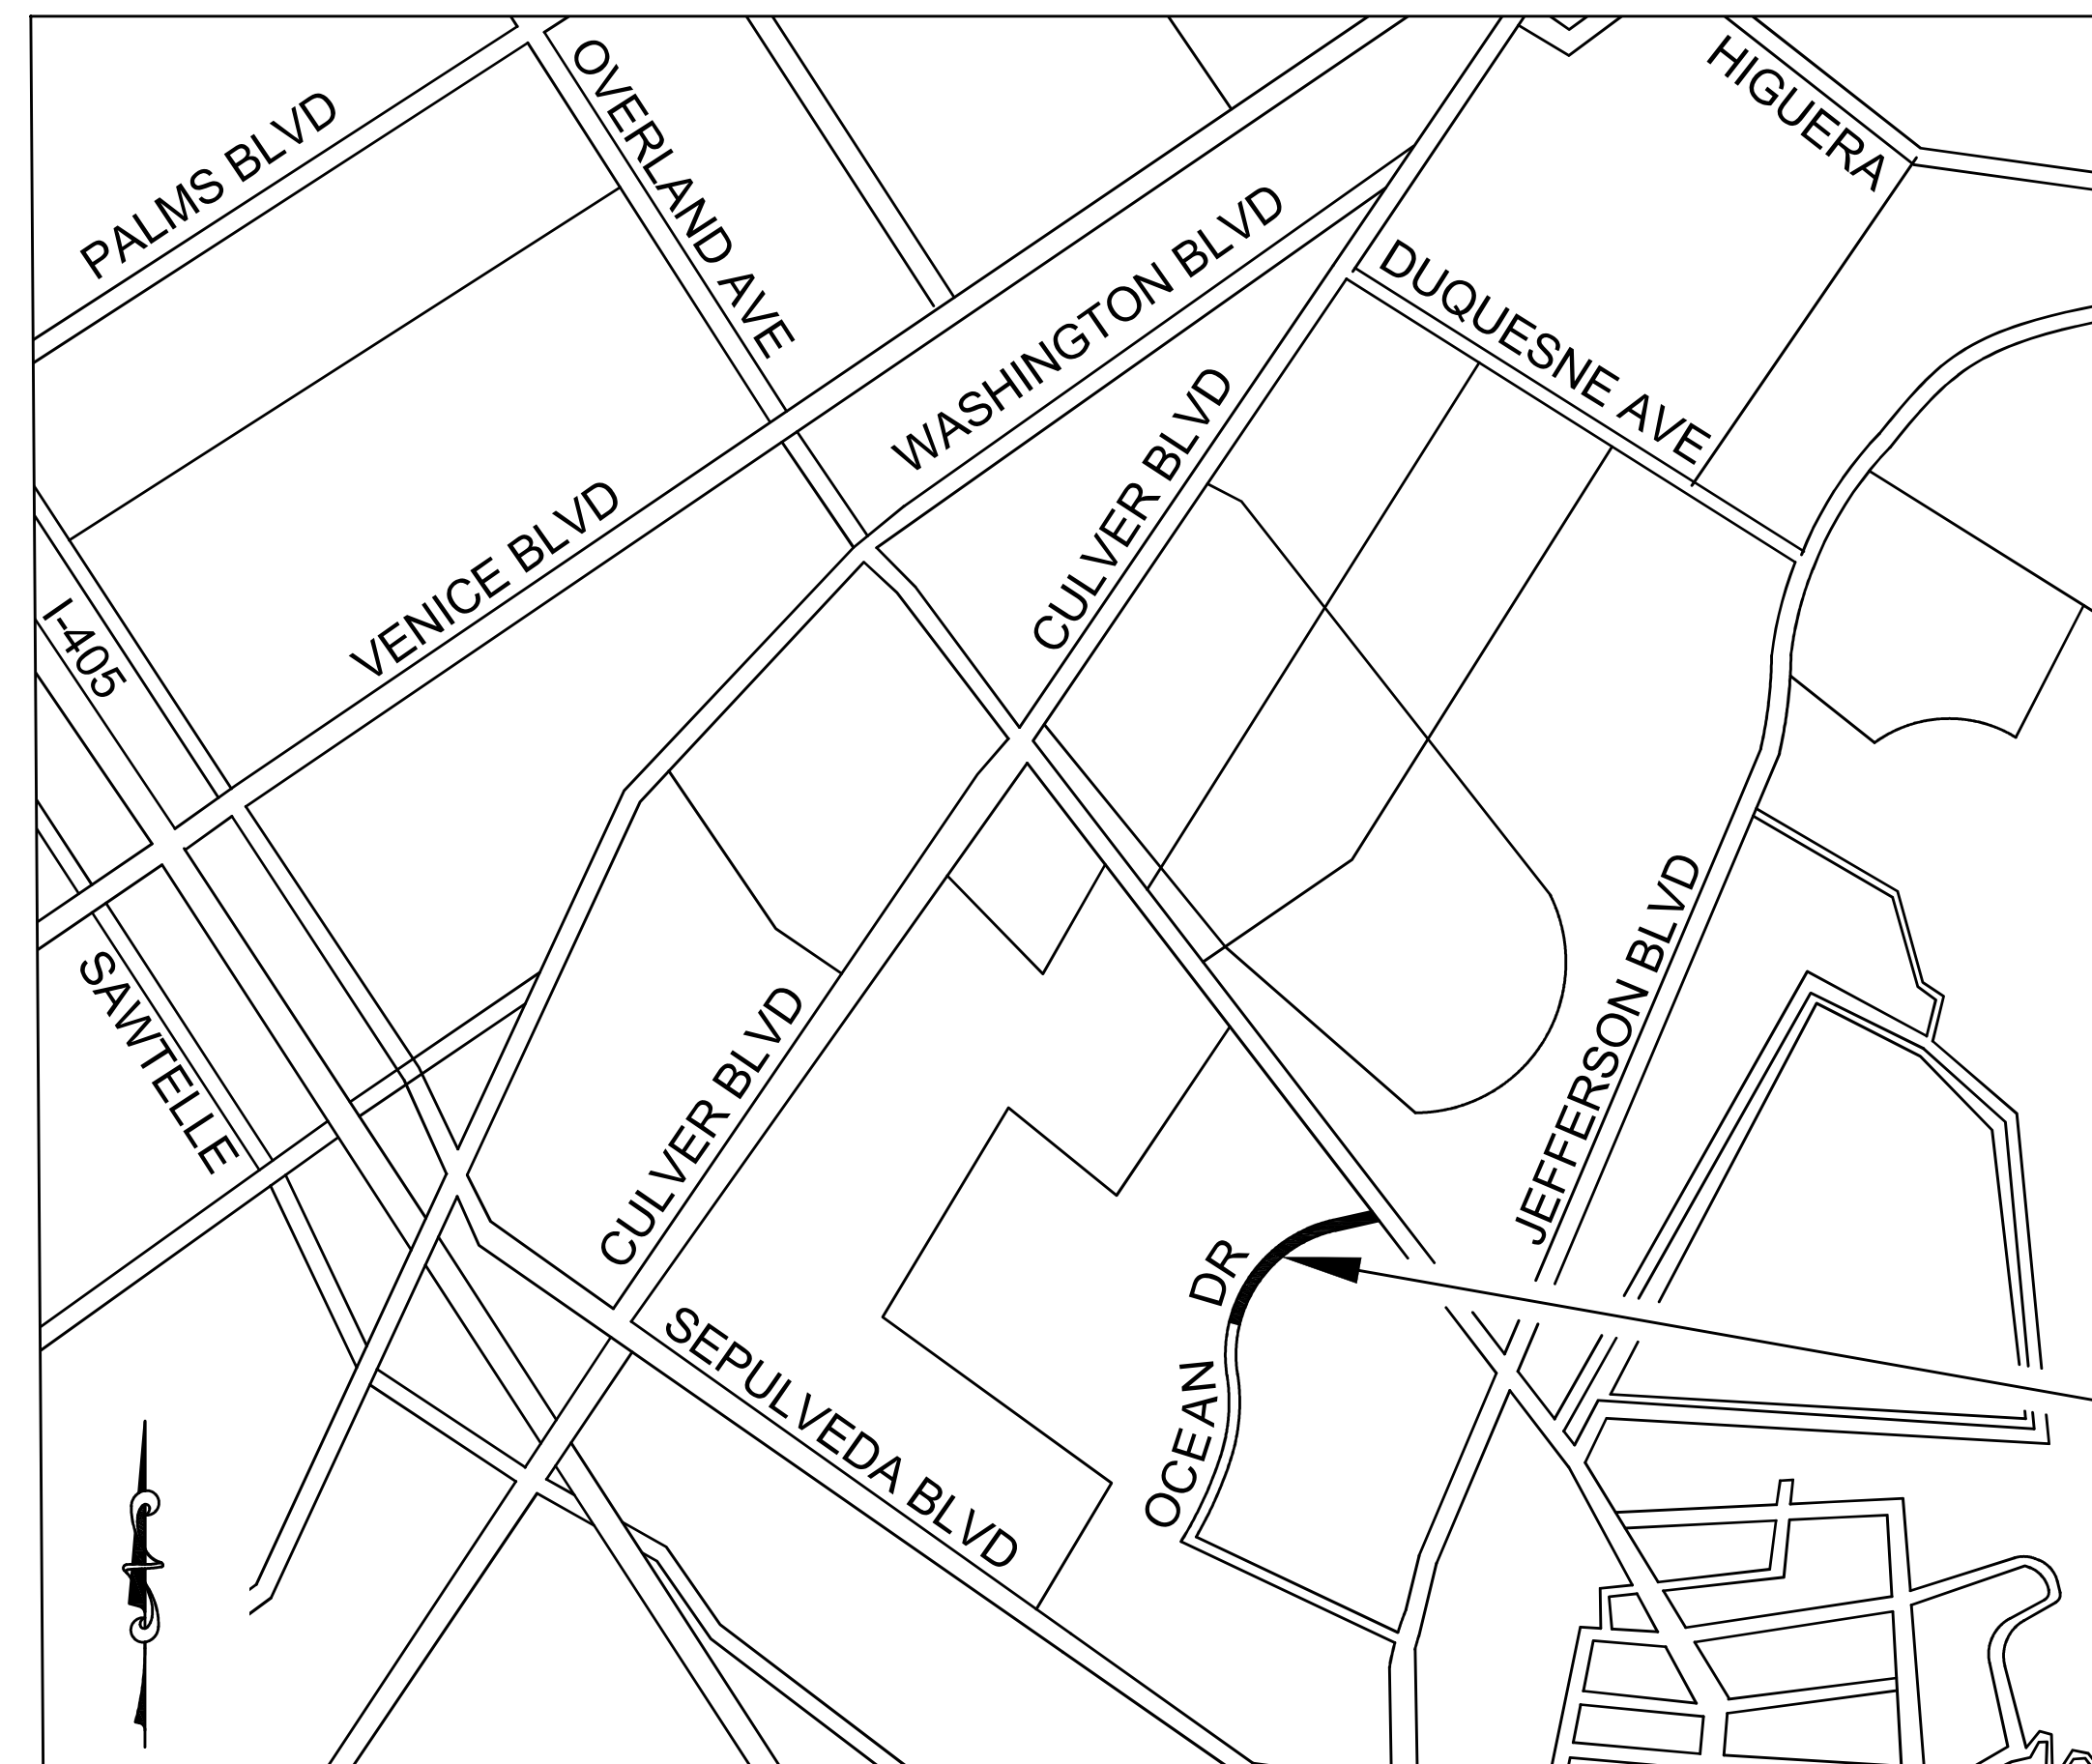 OVERLAND AVE
HIGUERA
PALMS BLVD
WASHINGTON BLVD
DUQUESNE AVE
CULVER BLVD
VENICE BLVD
I-405
JEFFERSON BLVD
SAWTELLE
CULVER BLVD
OCEAN DR
SEPULVEDA BLVD